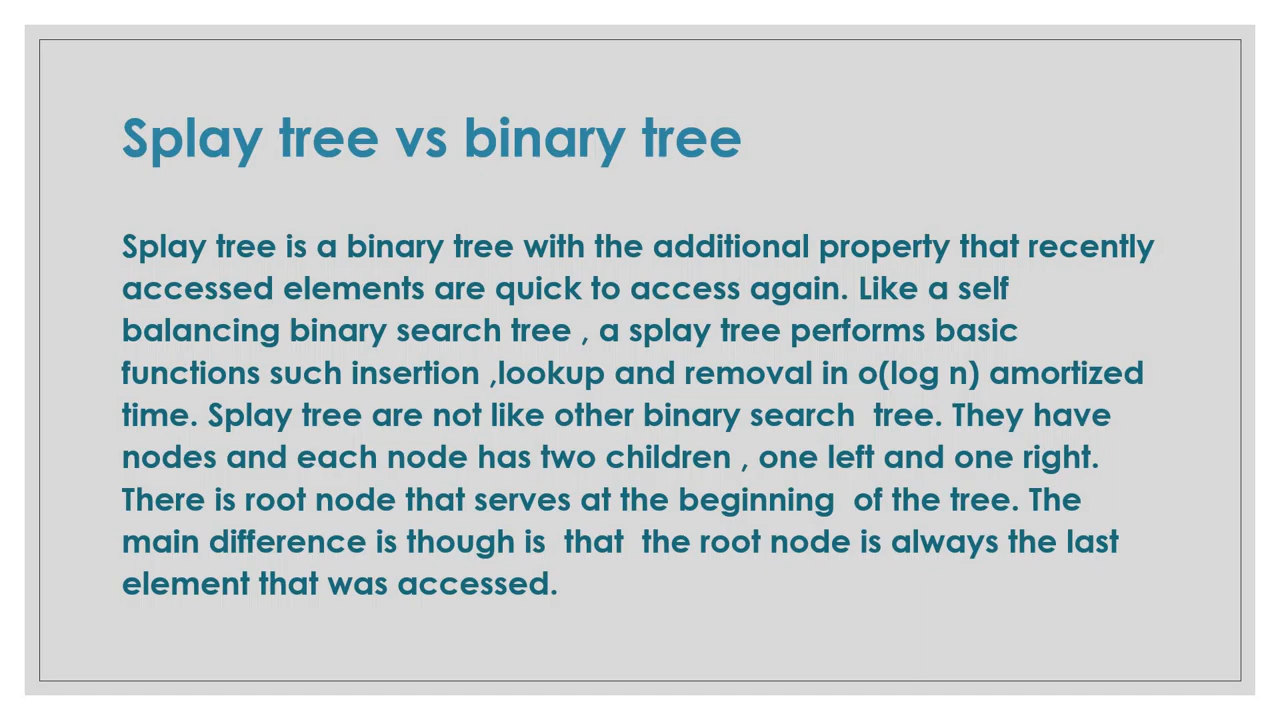 Splay tree vs binary tree
Splay tree is a binary tree with the additional property that recently
accessed elements are quick to access again. Like a self
balancing binary search tree , a splay tree performs basic
functions such insertion ,lookup and removal in o(log n) amortized
time. Splay tree are not like other binary search  tree. They have
nodes and each node has two children , one left and one right.
There is root node that serves at the beginning  of the tree. The
main difference is though is  that  the root node is always the last
element that was accessed.